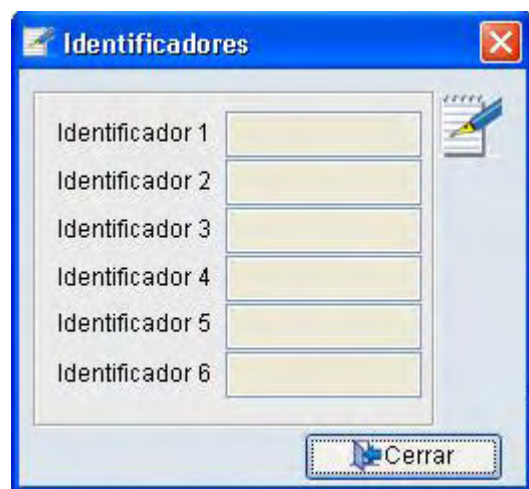 Identificadores
Identificador 1
Identificador 2
Identificador 3
Identificador 4
Identificador 5
Identificador 6
Cerrar